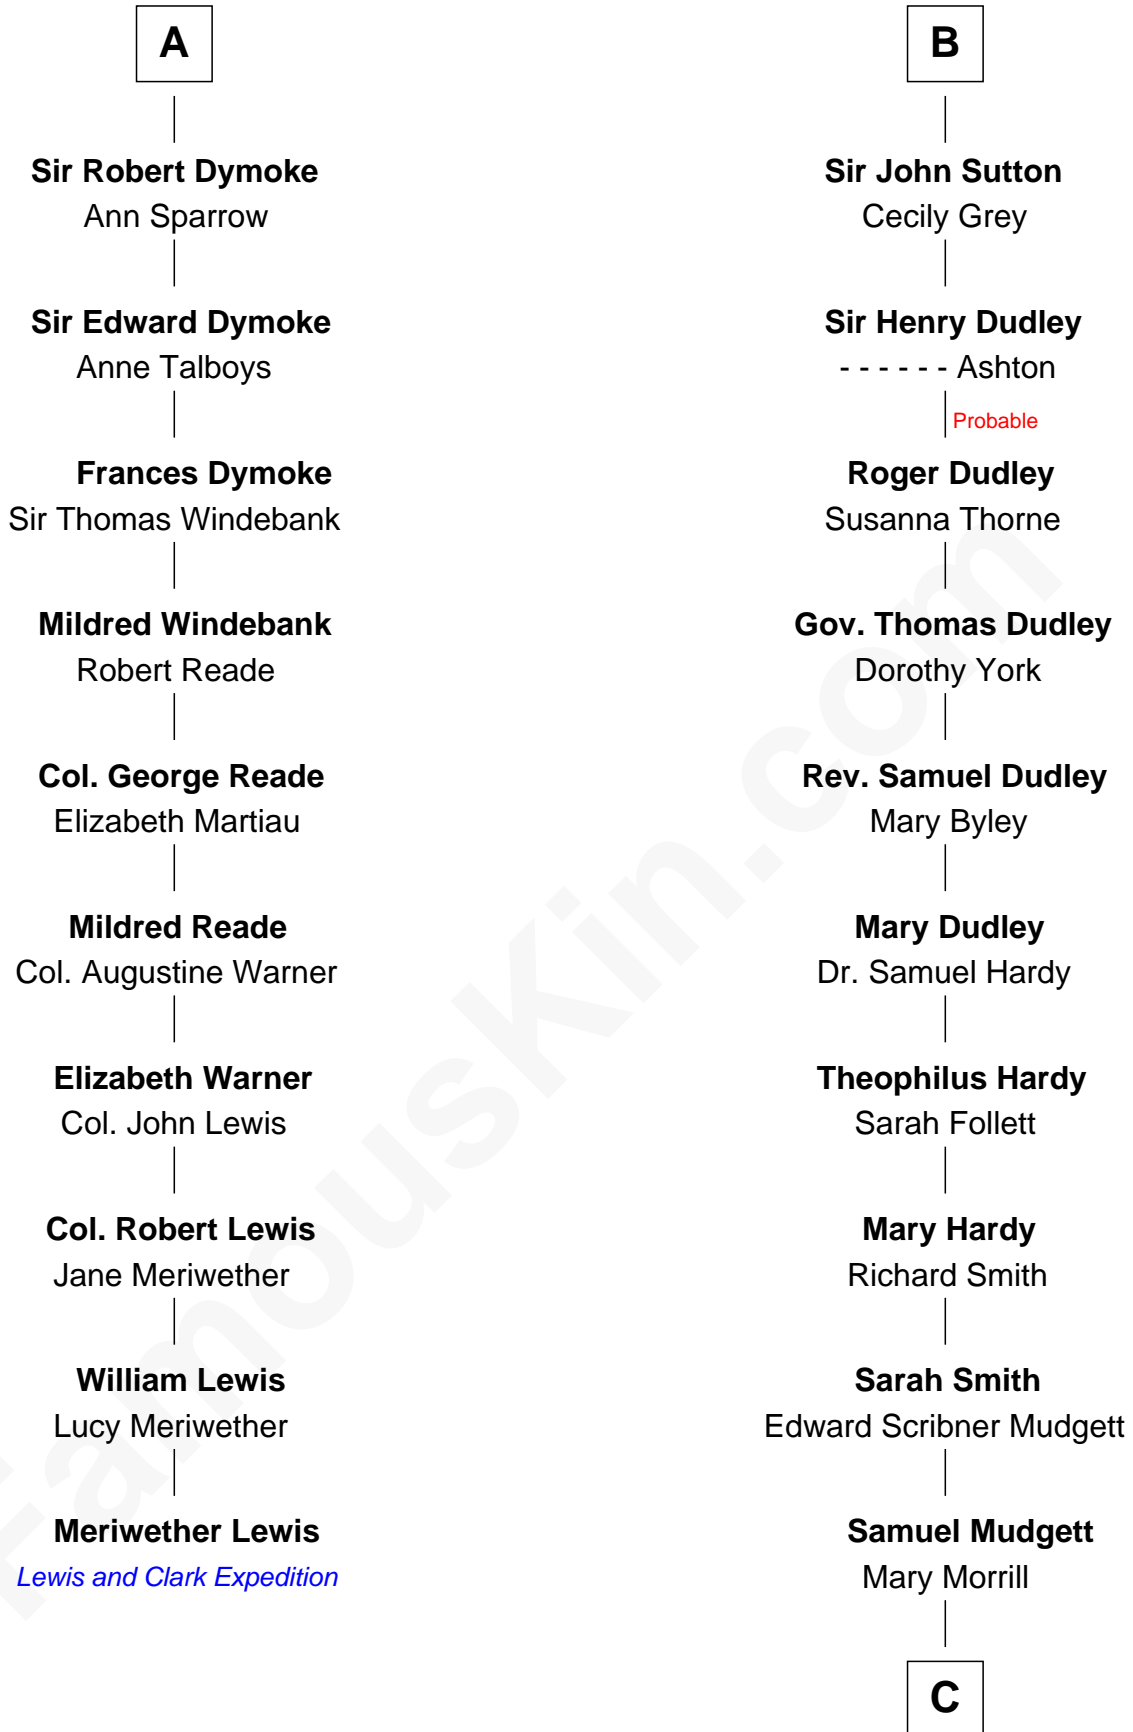 A
Sir Robert Dymoke
Ann Sparrow
Sir Edward Dymoke
Anne Talboys
Frances Dymoke
Sir Thomas Windebank
Mildred Windebank
Robert Reade
Col. George Reade
Elizabeth Martiau
Mildred Reade
Col. Augustine Warner
Elizabeth Warner
Col. John Lewis
Col. Robert Lewis
Jane Meriwether
William Lewis
Lucy Meriwether
Meriwether Lewis
Lewis and Clark Expedition
B
Sir John Sutton
Cecily Grey
Sir Henry Dudley
- - - - - - Ashton
Probable
Roger Dudley
Susanna Thorne
Gov. Thomas Dudley
Dorothy York
Rev. Samuel Dudley
Mary Byley
Mary Dudley
Dr. Samuel Hardy
Theophilus Hardy
Sarah Follett
Mary Hardy
Richard Smith
Sarah Smith
Edward Scribner Mudgett
Samuel Mudgett
Mary Morrill
C
FamousKin.com